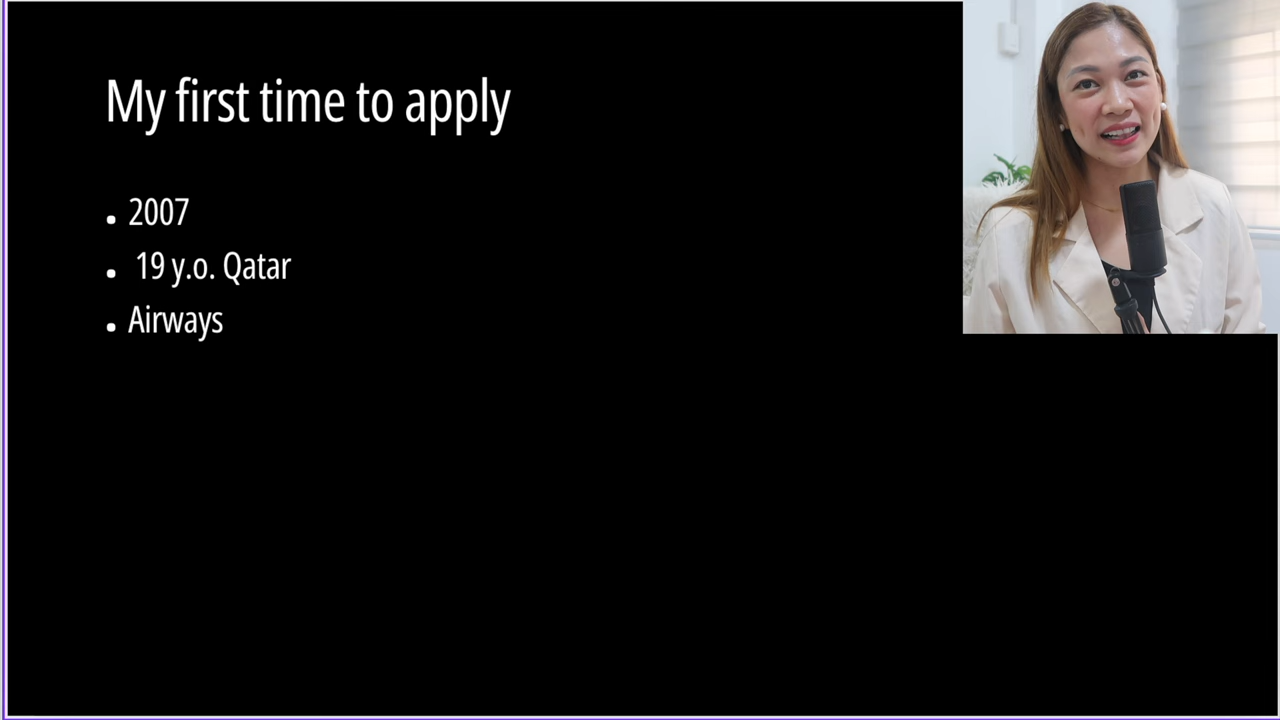 My first time to apply
• 2007
• 19 y.o. Qatar
• Airways